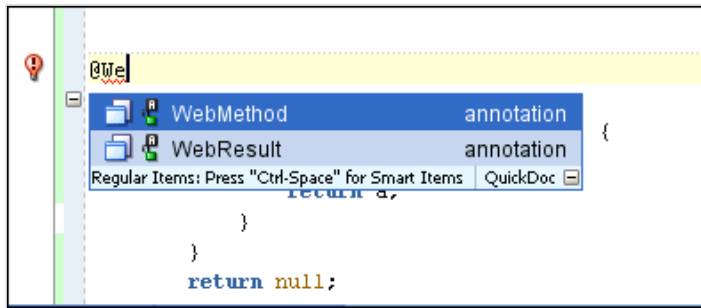 @We
WebMethod annotation
WebResult annotation
{
Regular Items: Press "Ctrl-Space" for Smart Items QuickDoc
return a;
}
}
return null;